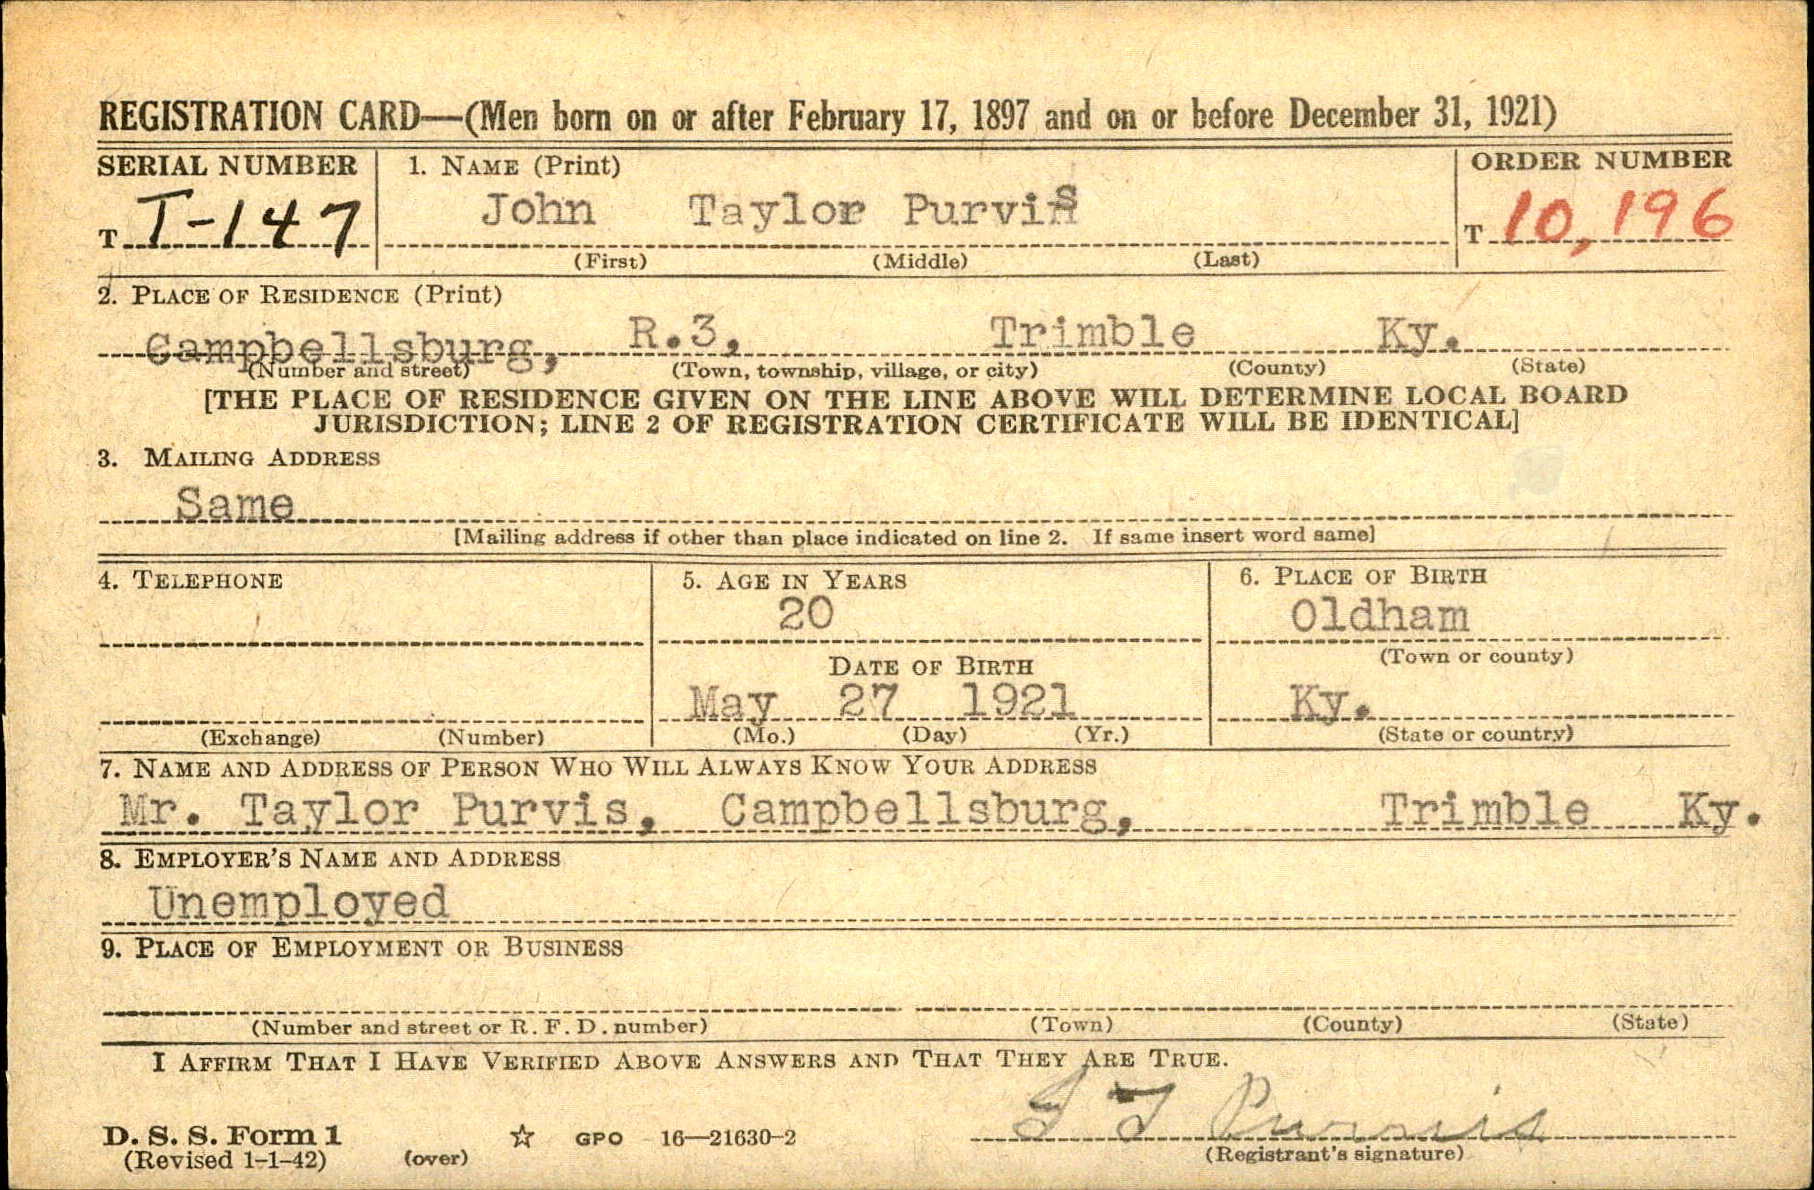 REGISTRATION CARD—(Men born on or after February 17, 1897 and on or before December 31, 1921)
SERIAL NUMBER 1. NAME (Print) ORDER NUMBER
T T-147 John Taylor Purvis T 10,196
(First) (Middle) (Last)
2. PLACE OF RESIDENCE (Print)
Campbellsburg, R.3, Trimble Ky.
(Number and street) (Town, township, village, or city) (County) (State)
[THE PLACE OF RESIDENCE GIVEN ON THE LINE ABOVE WILL DETERMINE LOCAL BOARD
JURISDICTION; LINE 2 OF REGISTRATION CERTIFICATE WILL BE IDENTICAL]
3. MAILING ADDRESS
Same
[Mailing address if other than place indicated on line 2. If same insert word same]
4. TELEPHONE 5. AGE IN YEARS 6. PLACE OF BIRTH
20 Oldham
(Town or county)
DATE OF BIRTH
May 27 1921 Ky.
(Exchange) (Number) (Mo.) (Day) (Yr.) (State or country)
7. NAME AND ADDRESS OF PERSON WHO WILL ALWAYS KNOW YOUR ADDRESS
Mr. Taylor Purvis, Campbellsburg, Trimble Ky.
8. EMPLOYER'S NAME AND ADDRESS
Unemployed
9. PLACE OF EMPLOYMENT OR BUSINESS
(Number and street or R. F. D. number) (Town) (County) (State)
I AFFIRM THAT I HAVE VERIFIED ABOVE ANSWERS AND THAT THEY ARE TRUE.
J T Purvis
D. S. S. Form 1 ☆ GPO 16—21630-2
(Revised 1-1-42) (over) (Registrant's signature)